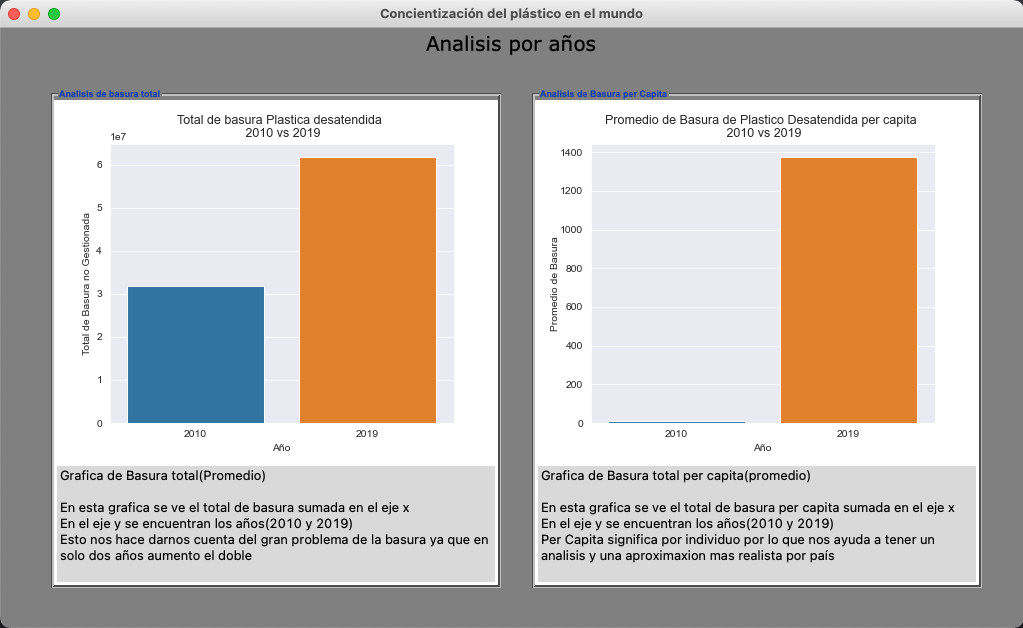 Concientización del plástico en el mundo
Analisis por años
Analisis de basura total
Total de basura Plastica desatendida
2010 vs 2019
1e7
6
5
4
3
2
1
0
Total de Basura no Gestionada
2010
2019
Año
Grafica de Basura total(Promedio)
En esta grafica se ve el total de basura sumada en el eje x
En el eje y se encuentran los años(2010 y 2019)
Esto nos hace darnos cuenta del gran problema de la basura ya que en
solo dos años aumento el doble
Analisis de Basura per Capita
Promedio de Basura de Plastico Desatendida per capita
2010 vs 2019
1400
1200
1000
800
600
400
200
0
Promedio de Basura
2010
2019
Año
Grafica de Basura total per capita(promedio)
En esta grafica se ve el total de basura per capita sumada en el eje x
En el eje y se encuentran los años(2010 y 2019)
Per Capita significa por individuo por lo que nos ayuda a tener un
analisis y una aproximaxion mas realista por país